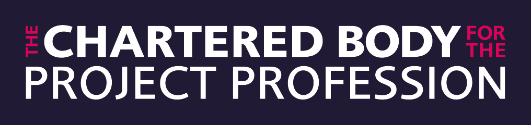 THE CHARTERED BODY FOR THE
PROJECT PROFESSION